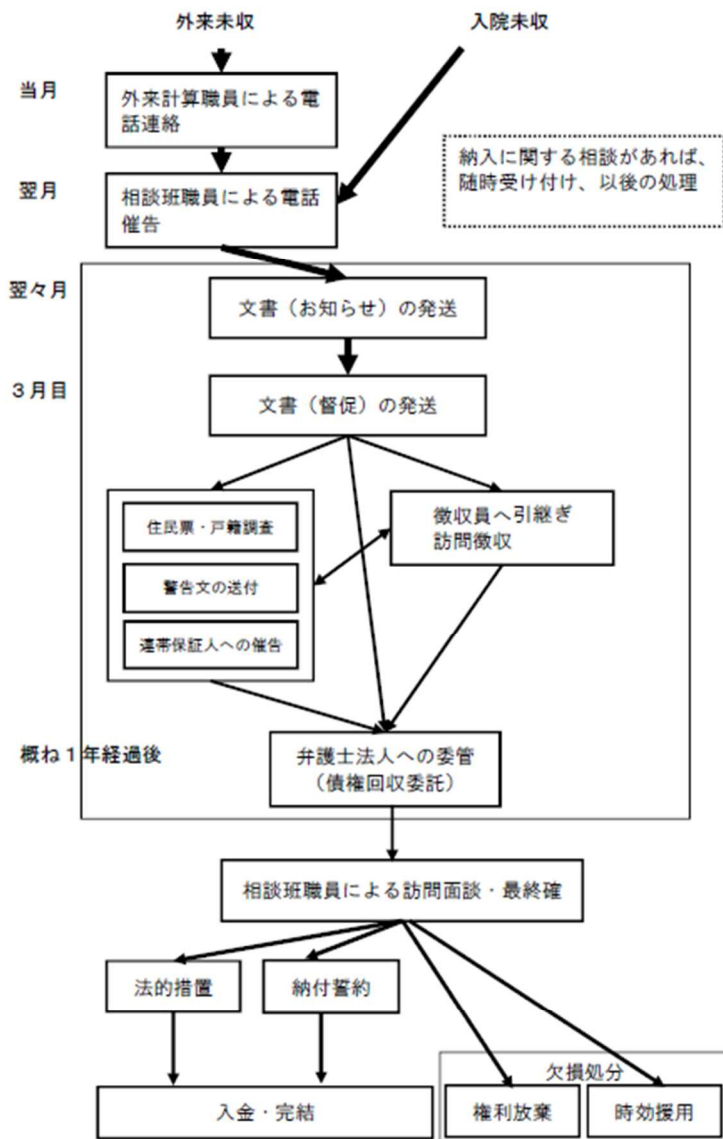 外来未収
入院未収
当月
外来計算職員による電
話連絡
納入に関する相談があれば、
随時受け付け、以後の処理
翌月
相談班職員による電話
催告
翌々月
文書（お知らせ）の発送
３月目
文書（督促）の発送
住民票・戸籍調査
警告文の送付
連帯保証人への催告
徴収員へ引継ぎ
訪問徴収
概ね１年経過後
弁護士法人への委管
（債権回収委託）
相談班職員による訪問面談・最終確
法的措置
納付誓約
欠損処分
入金・完結
権利放棄
時効援用